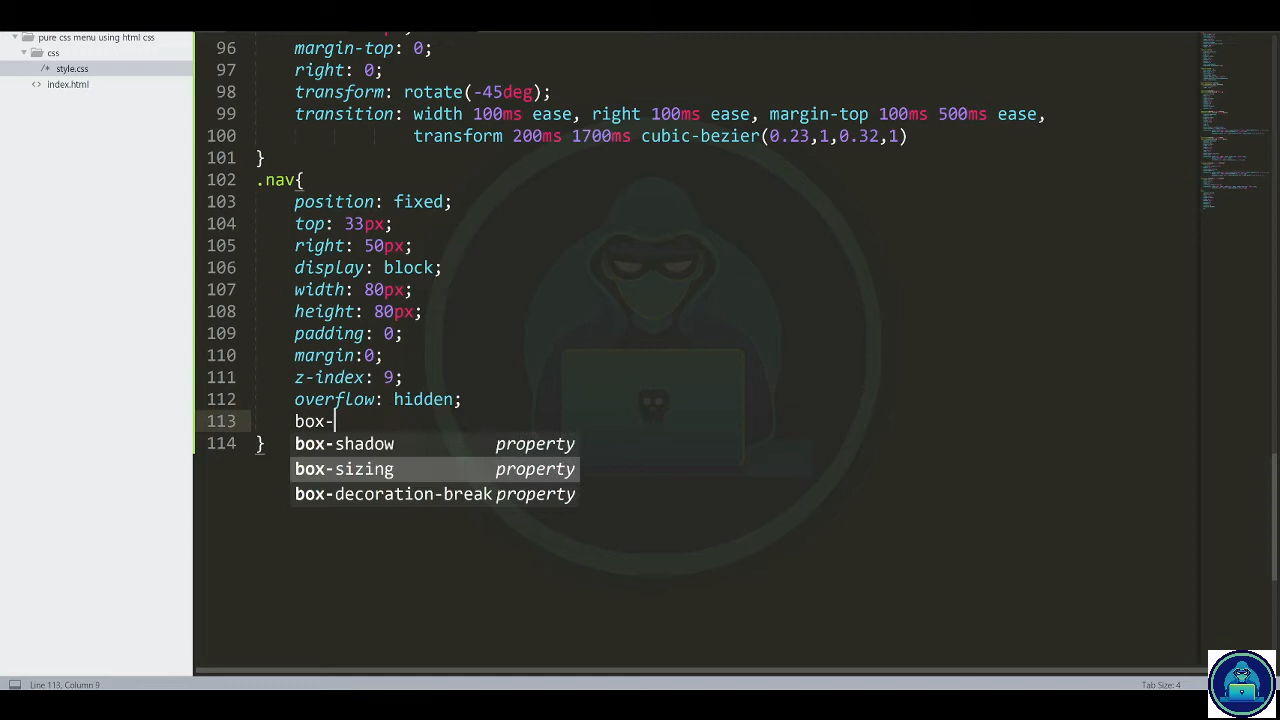 pure css menu using html css
css
style.css
index.html
96 margin-top: 0;
97 right: 0;
98 transform: rotate(-45deg);
99 transition: width 100ms ease, right 100ms ease, margin-top 100ms 500ms ease,
100 transform 200ms 1700ms cubic-bezier(0.23,1,0.32,1)
101 }
102 .nav{
103 position: fixed;
104 top: 33px;
105 right: 50px;
106 display: block;
107 width: 80px;
108 height: 80px;
109 padding: 0;
110 margin:0;
111 z-index: 9;
112 overflow: hidden;
113 box-
box-shadow property
114 }
box-sizing property
box-decoration-break property
Line 113, Column 9
Tab Size: 4